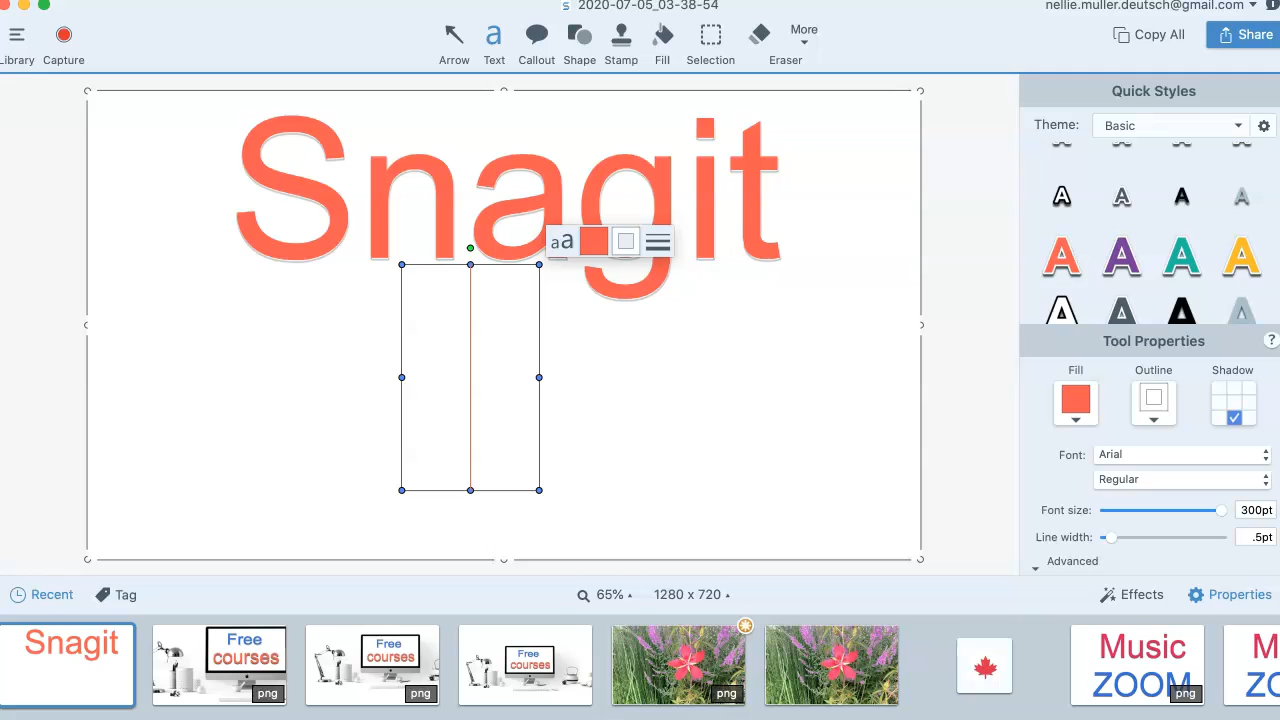 2020-07-05_03-38-54
nellie.muller.deutsch@gmail.com
Library
Capture
Arrow
a
Text
Callout
Shape
Stamp
Fill
Selection
Eraser
More
Copy All
Share
Snagit
aa
Quick Styles
Theme: Basic
A A A A
A A A A
A A A A
Tool Properties
?
Fill Outline Shadow
Font: Arial
Regular
Font size: 300pt
Line width: .5pt
Advanced
Recent
Tag
65%
1280 x 720
Effects
Properties
Snagit
Free
courses
png
Free
courses
png
Free
courses
png
Music
ZOOM
png
M
ZO